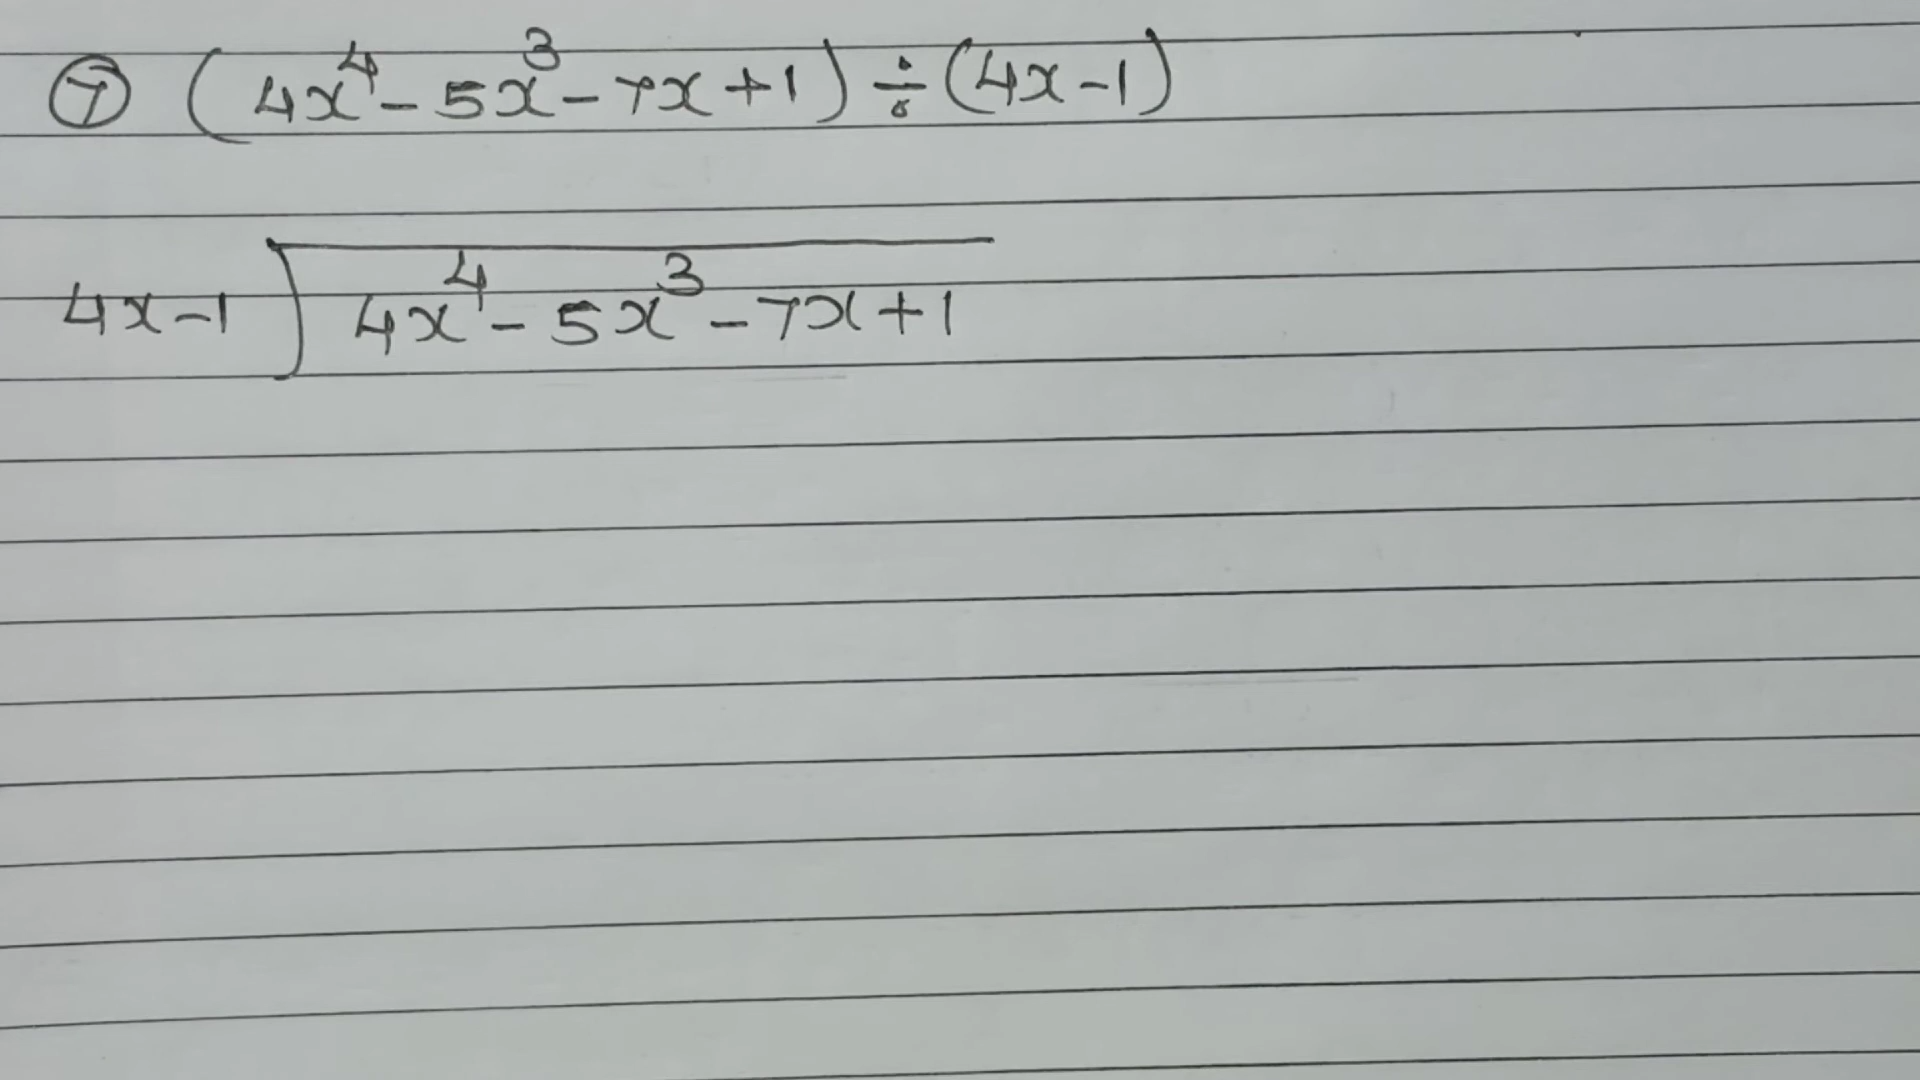 ⑦ (4x⁴ - 5x³ - 7x + 1) ÷ (4x - 1)
4x - 1 ) 4x⁴ - 5x³ - 7x + 1